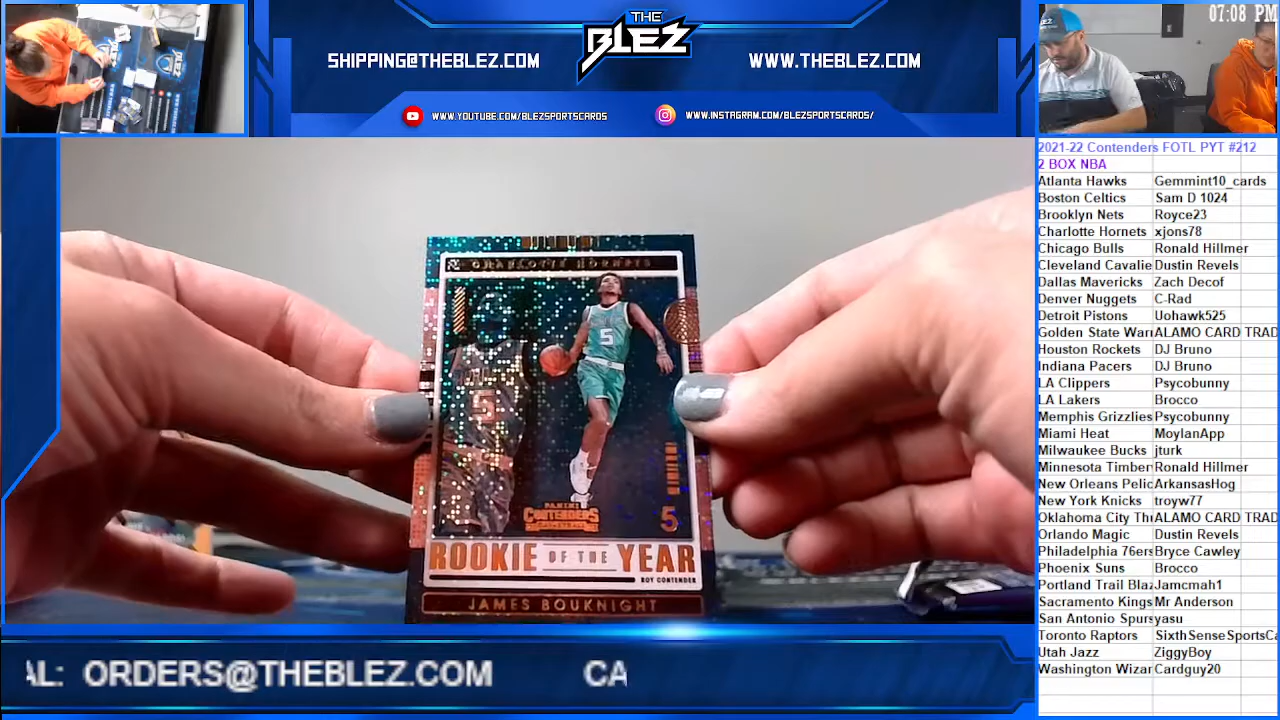 07:08 PM
THE
BLEZ
SHIPPING@THEBLEZ.COM
WWW.THEBLEZ.COM
WWW.YOUTUBE.COM/BLEZSPORTSCARDS
WWW.INSTAGRAM.COM/BLEZSPORTSCARDS/
2021-22 Contenders FOTL PYT #212
2 BOX NBA
Atlanta Hawks Gemmint10_cards
Boston Celtics Sam D 1024
Brooklyn Nets Royce23
Charlotte Hornets xjons78
Chicago Bulls Ronald Hillmer
Cleveland Cavalie Dustin Revels
Dallas Mavericks Zach Decof
Denver Nuggets C-Rad
Detroit Pistons Uohawk525
Golden State Warr ALAMO CARD TRAD
Houston Rockets DJ Bruno
Indiana Pacers DJ Bruno
LA Clippers Psycobunny
LA Lakers Brocco
Memphis Grizzlies Psycobunny
Miami Heat MoylanApp
Milwaukee Bucks jturk
Minnesota Timber Ronald Hillmer
New Orleans Pelic ArkansasHog
New York Knicks troyw77
Oklahoma City Thu ALAMO CARD TRAD
Orlando Magic Dustin Revels
Philadelphia 76ers Bryce Cawley
Phoenix Suns Brocco
Portland Trail Blaz Jamcmah1
Sacramento Kings Mr Anderson
San Antonio Spurs yasu
Toronto Raptors SixthSenseSportsCa
Utah Jazz ZiggyBoy
Washington Wizar Cardguy20
CHARLOTTE HORNETS
5
5
PANINI
CONTENDERS
BASKETBALL
5
ROOKIE OF THE YEAR
ROY CONTENDER
JAMES BOUKNIGHT
AL: ORDERS@THEBLEZ.COM CA